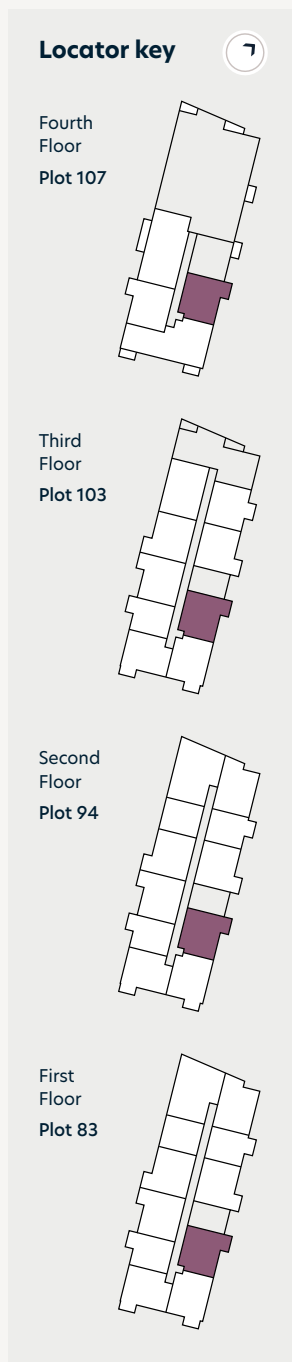 Locator key
Fourth
Floor
Plot 107
Third
Floor
Plot 103
Second
Floor
Plot 94
First
Floor
Plot 83